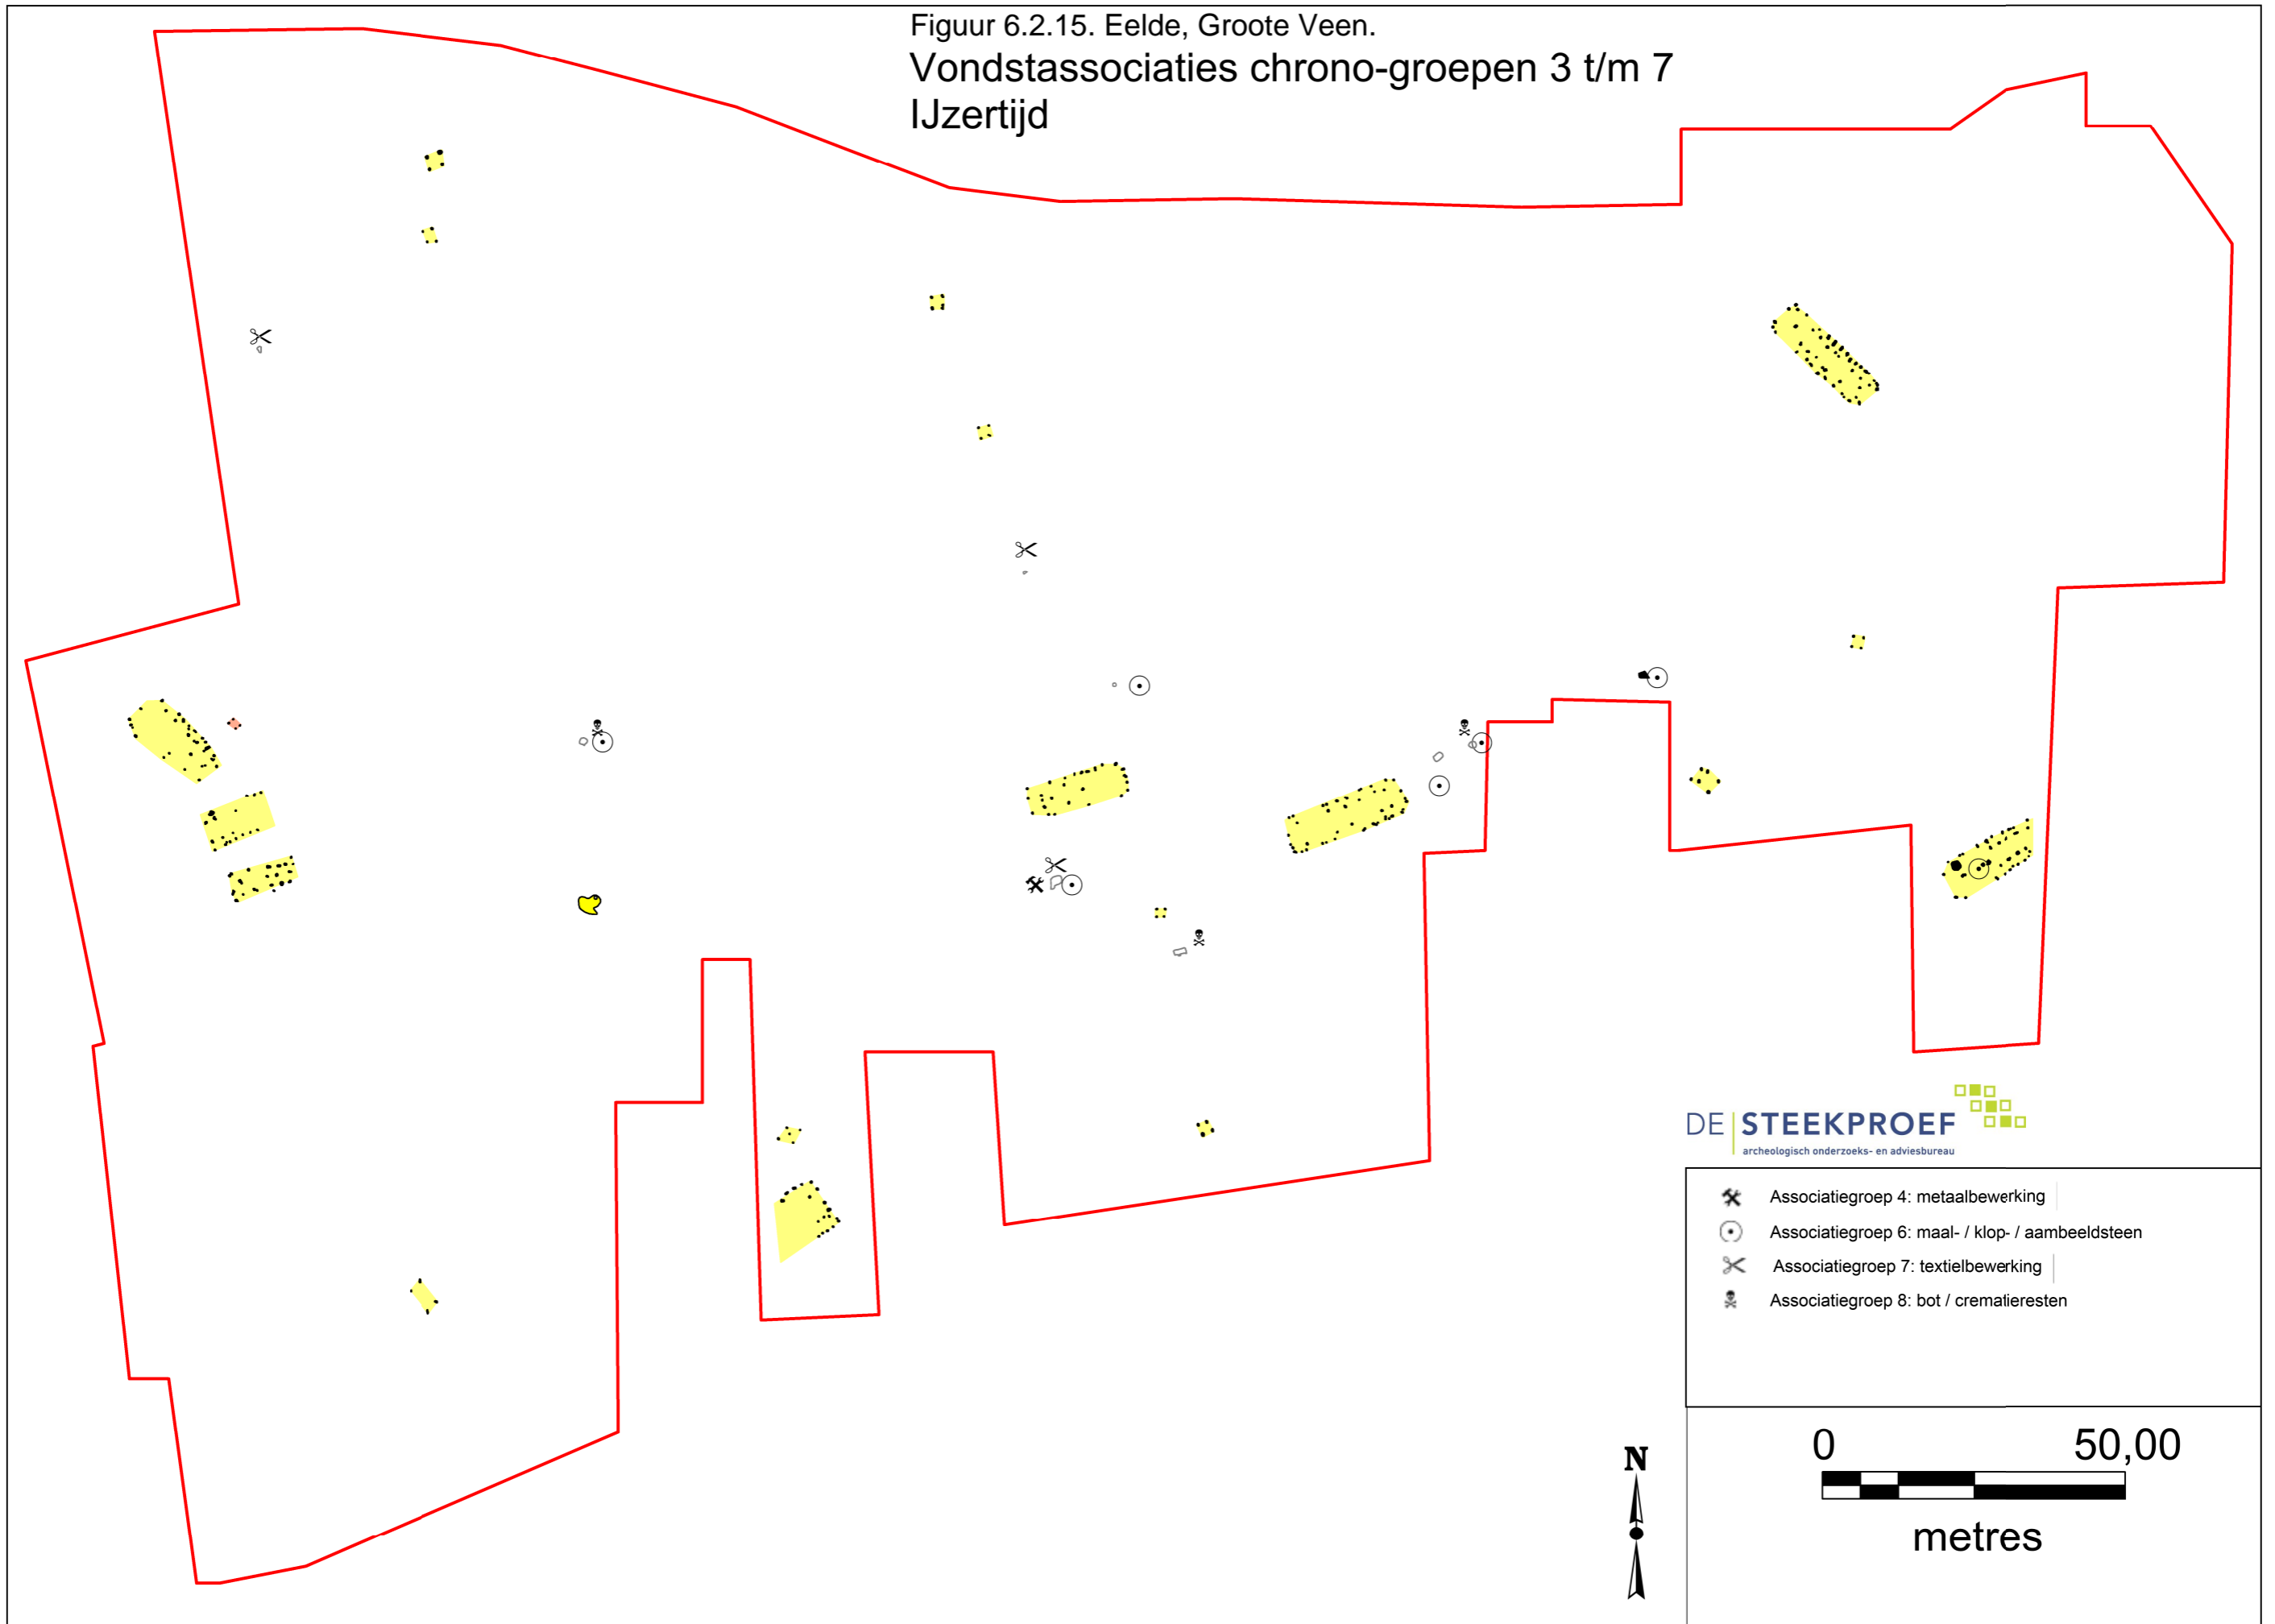 Figuur 6.2.15. Eelde, Groote Veen.
Vondstassociaties chrono-groepen 3 t/m 7
IJzertijd
DE STEEKPROEF
archeologisch onderzoeks- en adviesbureau
Associatiegroep 4: metaalbewerking
Associatiegroep 6: maal- / klop- / aambeeldsteen
Associatiegroep 7: textielbewerking
Associatiegroep 8: bot / crematieresten
N
0 50,00
metres